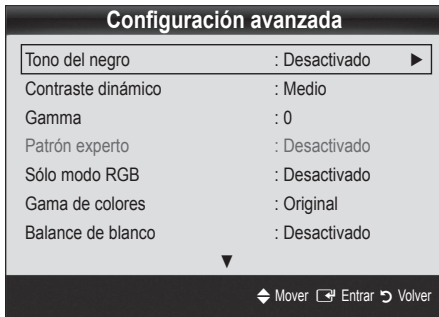 Configuración avanzada
Tono del negro : Desactivado ▶
Contraste dinámico : Medio
Gamma : 0
Patrón experto : Desactivado
Sólo modo RGB : Desactivado
Gama de colores : Original
Balance de blanco : Desactivado
▼
Mover Entrar Volver